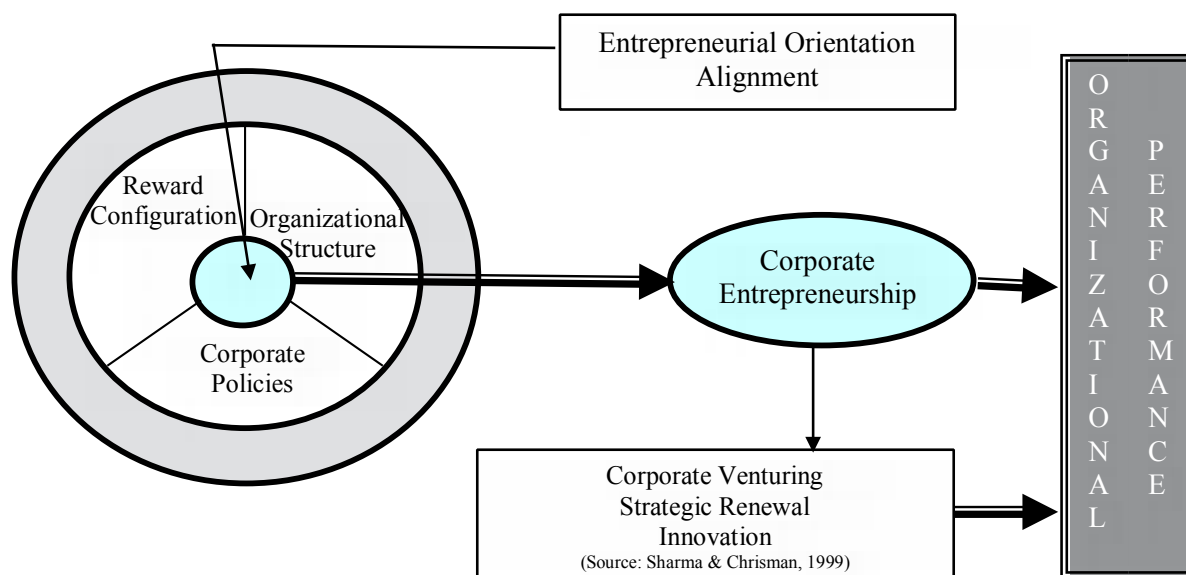 Entrepreneurial Orientation
Alignment
Reward
Configuration
Organizational
Structure
Corporate
Policies
Corporate
Entrepreneurship
Corporate Venturing
Strategic Renewal
Innovation
(Source: Sharma & Chrisman, 1999)
ORGANIZATIONAL
PERFORMANCE